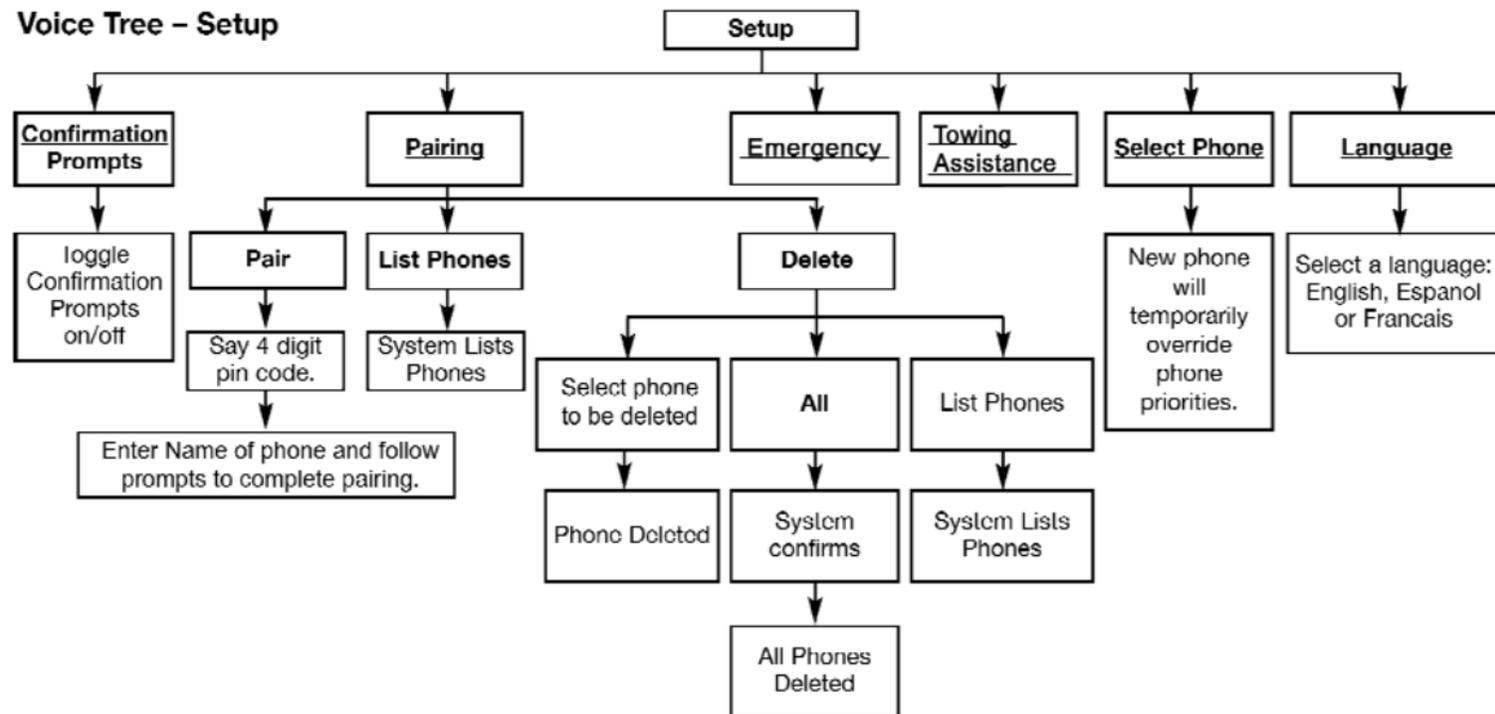 Voice Tree – Setup
Setup
Confirmation
Prompts
Pairing
Emergency
Towing
Assistance
Select Phone
Language
Ioggle
Confirmation
Prompts
on/off
Pair
List Phones
Delete
New phone
will
temporarily
override
phone
priorities.
Select a language:
English, Espanol
or Francais
Say 4 digit
pin code.
System Lists
Phones
Select phone
to be deleted
All
List Phones
Enter Name of phone and follow
prompts to complete pairing.
Phone Deleted
System
confirms
System Lists
Phones
All Phones
Deleted